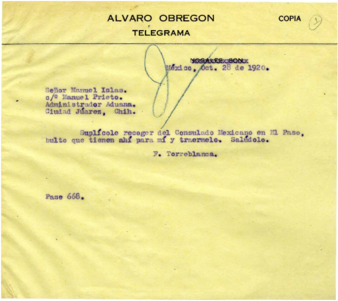 ALVARO OBREGON
COPIA
TELEGRAMA
México, Oct. 28 de 1920.
Señor Manuel Islas.
c/o Manuel Prieto.
Administrador Aduana.
Ciudad Juárez, Chih.
Suplícole recoger del Consulado Mexicano en El Paso,
bulto que tienen ahí para mí y traermelo. Salúdole.
F. Torreblanca.
Pase 668.